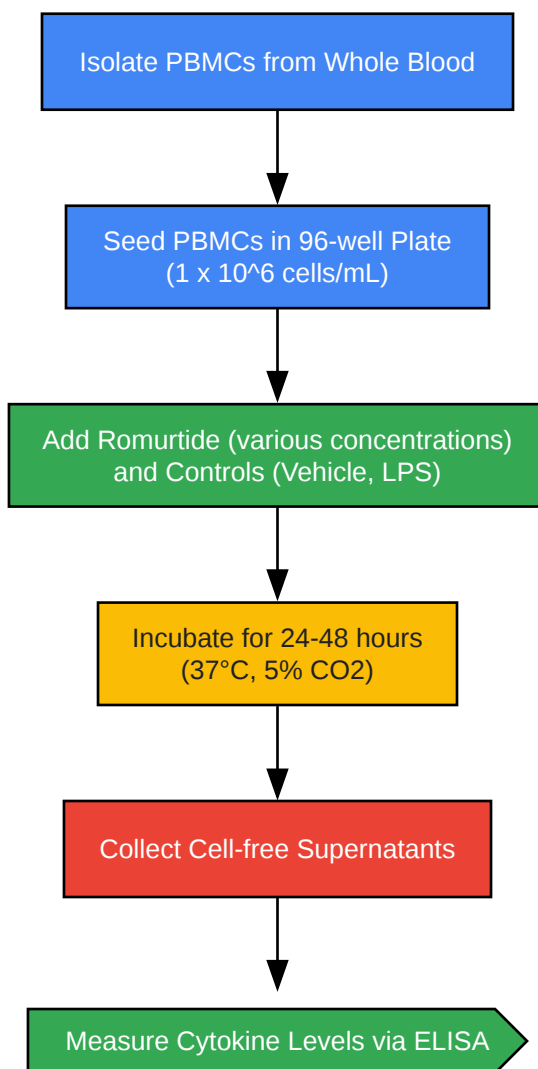 Isolate PBMCs from Whole Blood
Seed PBMCs in 96-well Plate
(1 x 10^6 cells/mL)
Add Romurtide (various concentrations)
and Controls (Vehicle, LPS)
Incubate for 24-48 hours
(37°C, 5% CO2)
Collect Cell-free Supernatants
Measure Cytokine Levels via ELISA